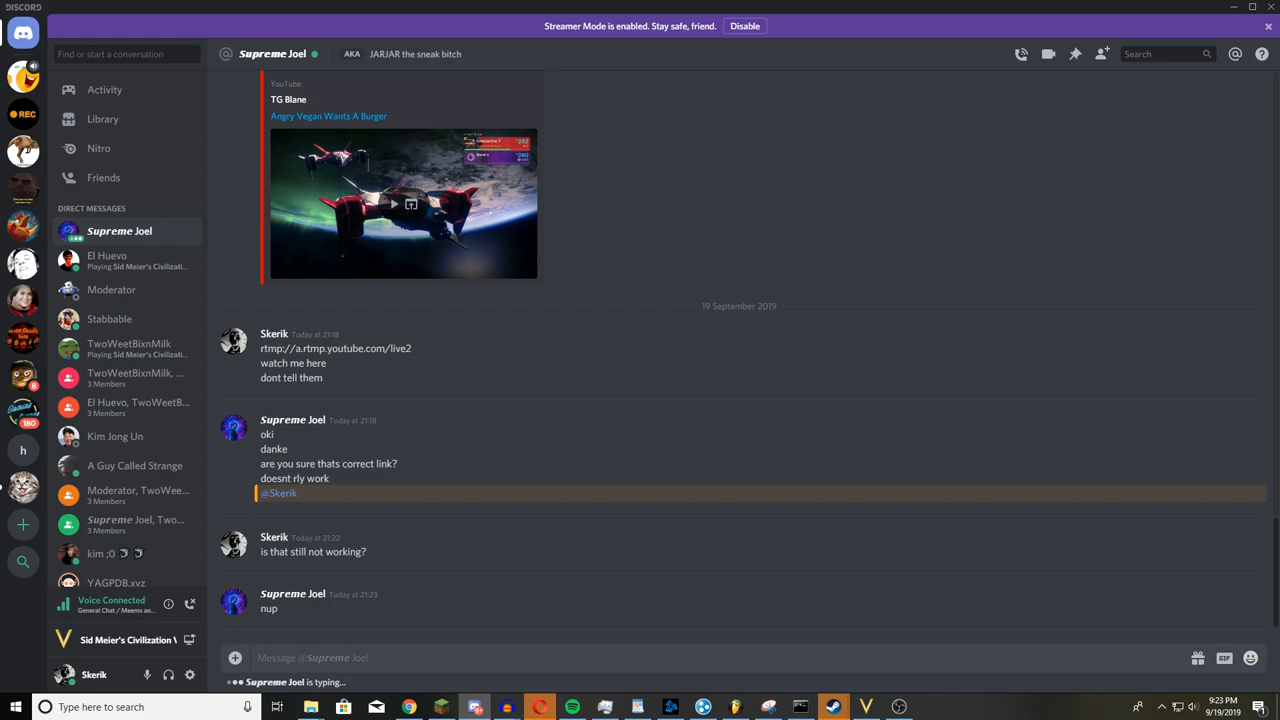 DISCORD
Streamer Mode is enabled. Stay safe, friend. Disable
Find or start a conversation
@ Supreme Joel AKA JARJAR the sneak bitch
Search
Activity
Library
Nitro
Friends
DIRECT MESSAGES
Supreme Joel
El Huevo
Playing Sid Meier's Civilizati...
Moderator
Stabbable
TwoWeetBixnMilk
Playing Sid Meier's Civilizati...
TwoWeetBixnMilk, ...
3 Members
El Huevo, TwoWeetB...
3 Members
Kim Jong Un
A Guy Called Strange
Moderator, TwoWee...
3 Members
Supreme Joel, Two...
3 Members
kim ;0
YAGPDB.xyz
Voice Connected
General Chat / Meems an...
Sid Meier's Civilization V
Skerik
REC
8
180
h
YouTube
TG Blane
Angry Vegan Wants A Burger
19 September 2019
Skerik Today at 21:18
rtmp://a.rtmp.youtube.com/live2
watch me here
dont tell them
Supreme Joel Today at 21:18
oki
danke
are you sure thats correct link?
doesnt rly work
@Skerik
Skerik Today at 21:22
is that still not working?
Supreme Joel Today at 21:23
nup
Message @Supreme Joel
GIF
Supreme Joel is typing...
Type here to search
9:23 PM
9/19/2019